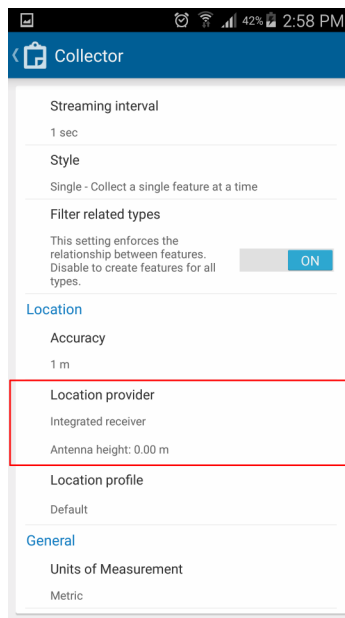 42% 2:58 PM
Collector
Streaming interval
1 sec
Style
Single - Collect a single feature at a time
Filter related types
This setting enforces the
relationship between features.
Disable to create features for all
types.
ON
Location
Accuracy
1 m
Location provider
Integrated receiver
Antenna height: 0.00 m
Location profile
Default
General
Units of Measurement
Metric